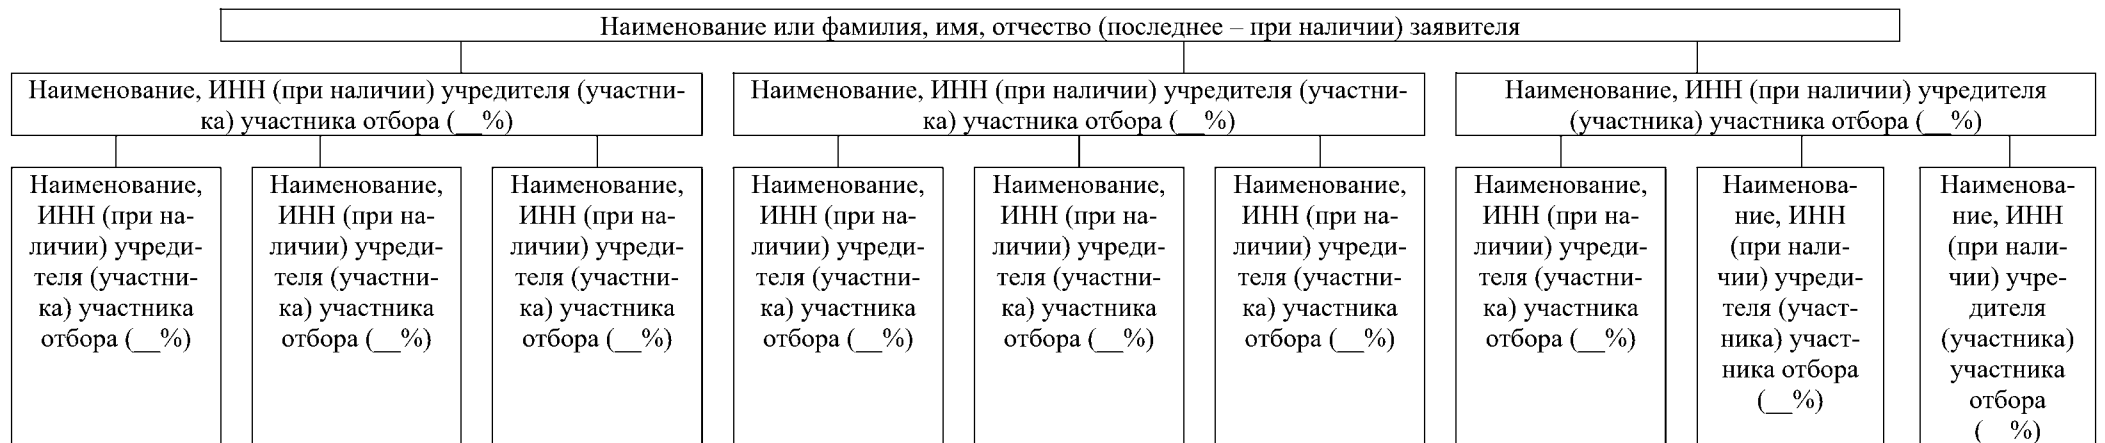 Наименование или фамилия, имя, отчество (последнее – при наличии) заявителя
Наименование, ИНН (при наличии) учредителя (участни-
ка) участника отбора (__%)
Наименование, ИНН (при наличии) учредителя (участни-
ка) участника отбора (__%)
Наименование, ИНН (при наличии) учредителя
(участника) участника отбора (__%)
Наименование,
ИНН (при на-
личии) учреди-
теля (участни-
ка) участника
отбора (__%)
Наименование,
ИНН (при на-
личии) учреди-
теля (участни-
ка) участника
отбора (__%)
Наименование,
ИНН (при на-
личии) учреди-
теля (участни-
ка) участника
отбора (__%)
Наименование,
ИНН (при на-
личии) учреди-
теля (участни-
ка) участника
отбора (__%)
Наименование,
ИНН (при на-
личии) учреди-
теля (участни-
ка) участника
отбора (__%)
Наименование,
ИНН (при на-
личии) учреди-
теля (участни-
ка) участника
отбора (__%)
Наименование,
ИНН (при на-
личии) учреди-
теля (участни-
ка) участника
отбора (__%)
Наименова-
ние, ИНН
(при нали-
чии) учреди-
теля (участ-
ника) участ-
ника отбора
(__%)
Наименова-
ние, ИНН
(при нали-
чии) учре-
дителя
(участника)
участника
отбора
(__%)